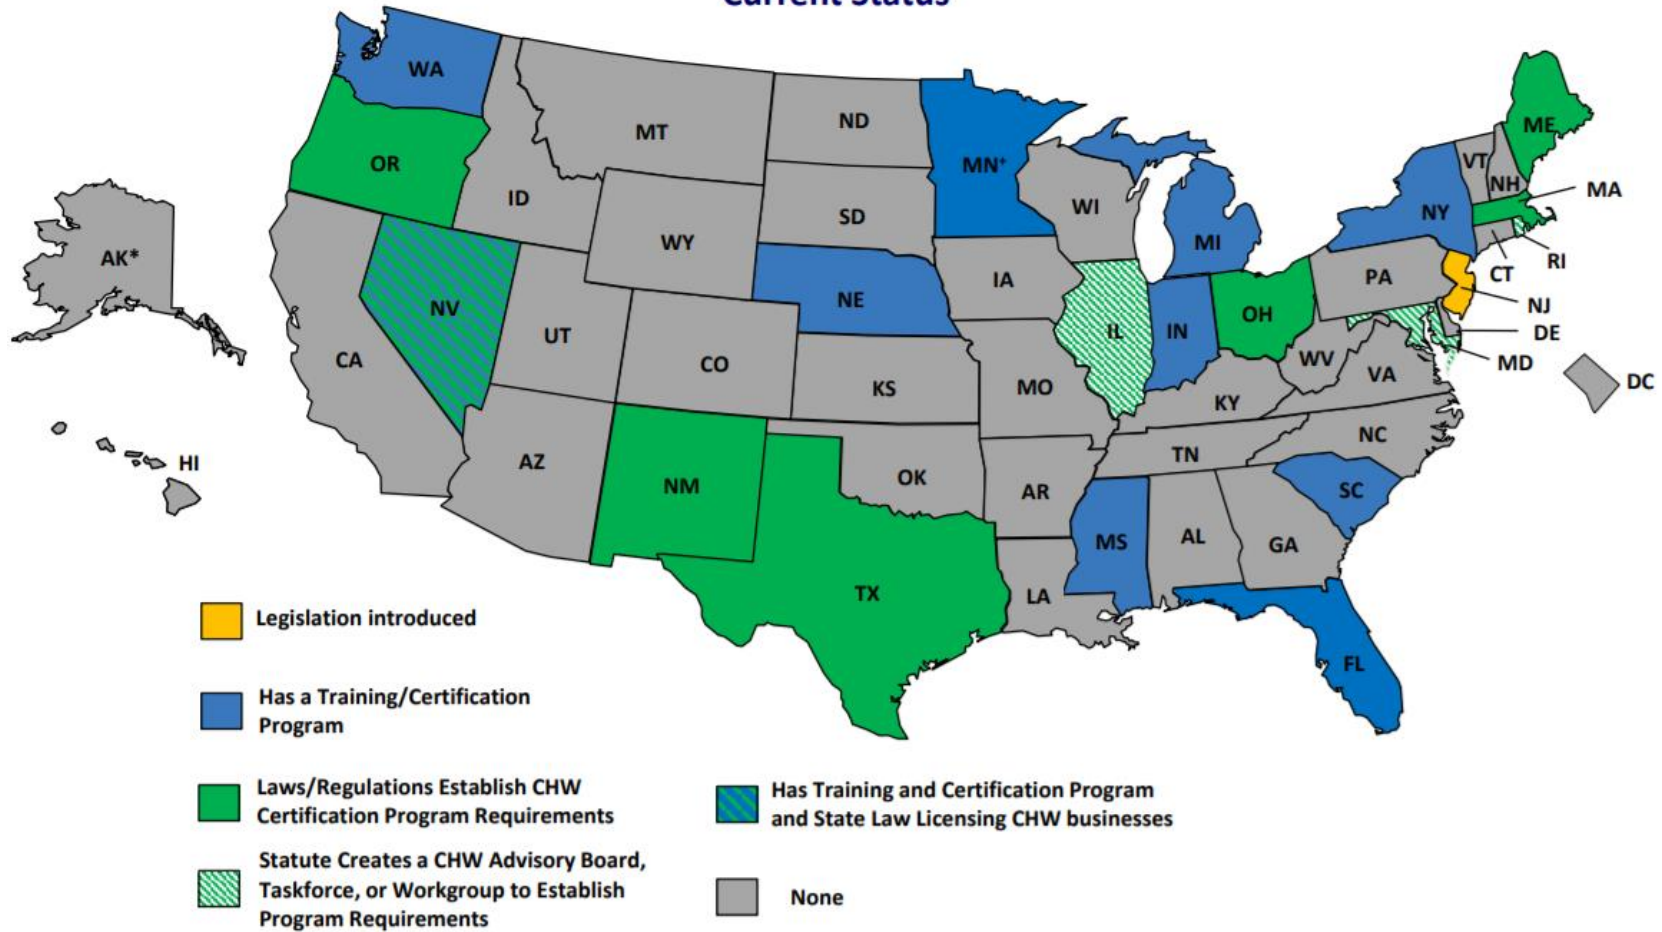 Current Status
WA
MT
ND
MN+
ME
OR
ID
SD
WI
VT
NH
MA
AK*
WY
MI
NY
RI
CT
NV
NE
IA
PA
NJ
UT
IL
IN
OH
DE
CA
CO
KS
MO
WV
VA
MD
DC
KY
HI
AZ
NM
OK
AR
TN
NC
SC
MS
AL
GA
TX
LA
FL
Legislation introduced
Has a Training/Certification
Program
Laws/Regulations Establish CHW
Certification Program Requirements
Statute Creates a CHW Advisory Board,
Taskforce, or Workgroup to Establish
Program Requirements
Has Training and Certification Program
and State Law Licensing CHW businesses
None